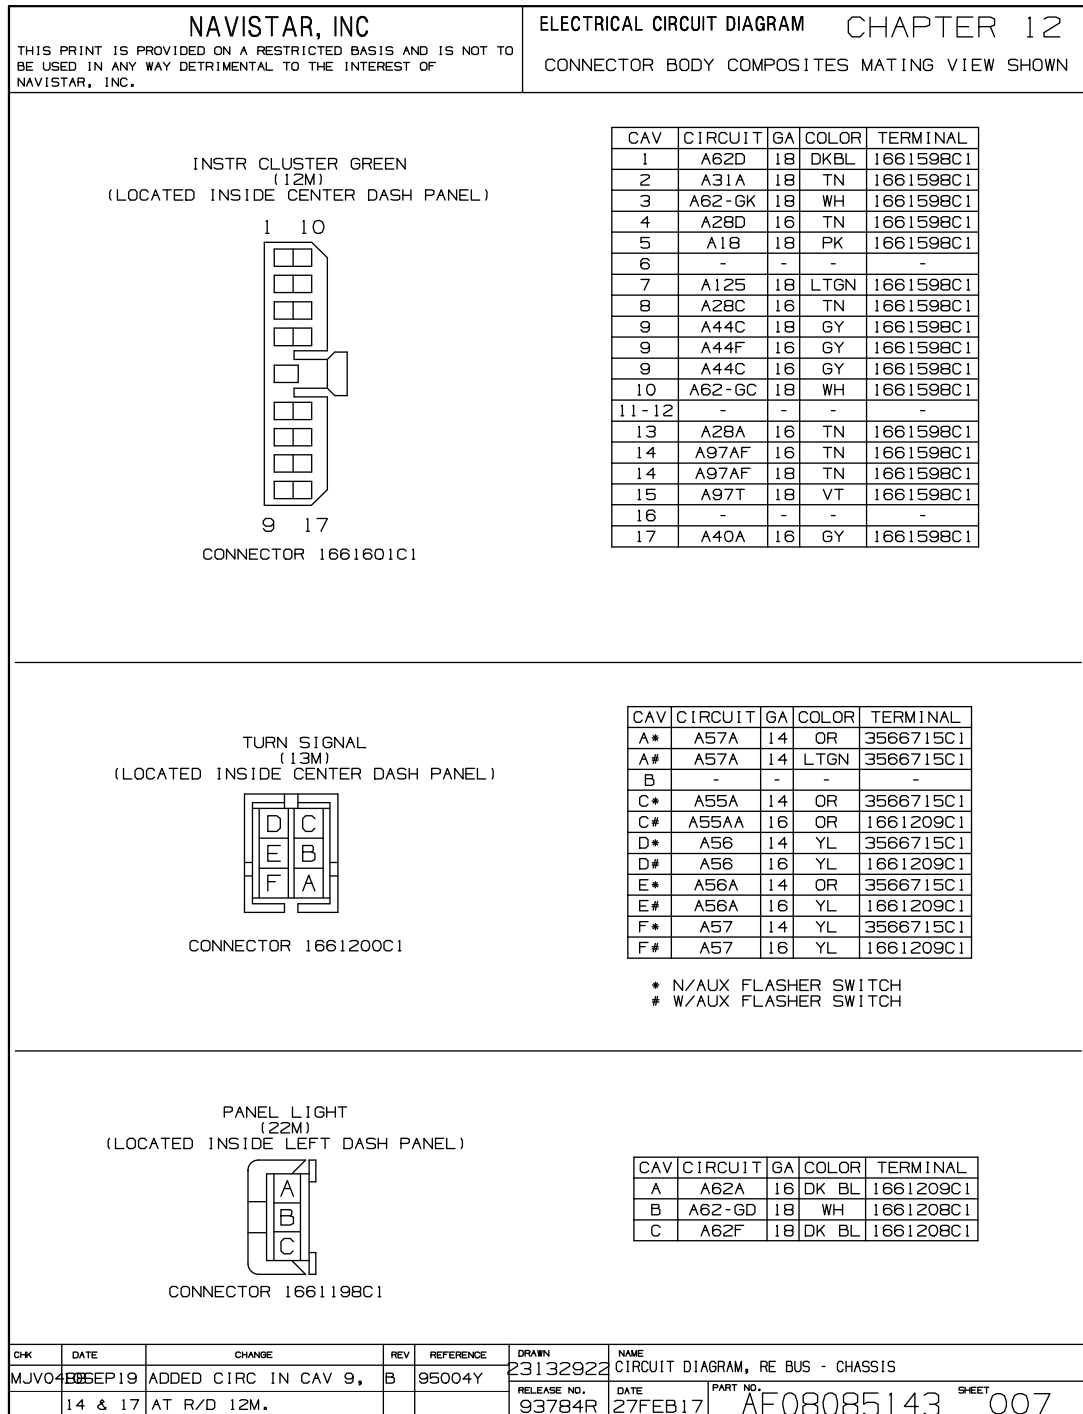 NAVISTAR, INC
THIS PRINT IS PROVIDED ON A RESTRICTED BASIS AND IS NOT TO
BE USED IN ANY WAY DETRIMENTAL TO THE INTEREST OF
NAVISTAR, INC.
ELECTRICAL CIRCUIT DIAGRAM CHAPTER 12
CONNECTOR BODY COMPOSITES MATING VIEW SHOWN
INSTR CLUSTER GREEN
(12M)
(LOCATED INSIDE CENTER DASH PANEL)
1 10
9 17
CONNECTOR 1661601C1
CAV CIRCUIT GA COLOR TERMINAL
1 A62D 18 DKBL 1661598C1
2 A31A 18 TN 1661598C1
3 A62-GK 18 WH 1661598C1
4 A28D 16 TN 1661598C1
5 A18 18 PK 1661598C1
6 - - - -
7 A125 18 LTGN 1661598C1
8 A28C 16 TN 1661598C1
9 A44C 18 GY 1661598C1
9 A44F 16 GY 1661598C1
9 A44C 16 GY 1661598C1
10 A62-GC 18 WH 1661598C1
11-12 - - - -
13 A28A 16 TN 1661598C1
14 A97AF 16 TN 1661598C1
14 A97AF 18 TN 1661598C1
15 A97T 18 VT 1661598C1
16 - - - -
17 A40A 16 GY 1661598C1
TURN SIGNAL
(13M)
(LOCATED INSIDE CENTER DASH PANEL)
D C
E B
F A
CONNECTOR 1661200C1
CAV CIRCUIT GA COLOR TERMINAL
A* A57A 14 OR 3566715C1
A# A57A 14 LTGN 3566715C1
B - - - -
C* A55A 14 OR 3566715C1
C# A55AA 16 OR 1661209C1
D* A56 14 YL 3566715C1
D# A56 16 YL 1661209C1
E* A56A 14 OR 3566715C1
E# A56A 16 YL 1661209C1
F* A57 14 YL 3566715C1
F# A57 16 YL 1661209C1
* N/AUX FLASHER SWITCH
# W/AUX FLASHER SWITCH
PANEL LIGHT
(22M)
(LOCATED INSIDE LEFT DASH PANEL)
A
B
C
CONNECTOR 1661198C1
CAV CIRCUIT GA COLOR TERMINAL
A A62A 16 DK BL 1661209C1
B A62-GD 18 WH 1661208C1
C A62F 18 DK BL 1661208C1
CHK DATE CHANGE REV REFERENCE
ADDED CIRC IN CAV 9, B 95004Y
14 & 17 AT R/D 12M.
DRAWN 23132922
NAME CIRCUIT DIAGRAM, RE BUS - CHASSIS
RELEASE NO. 93784R
DATE 27FEB17
PART NO. AF08085143
SHEET 007